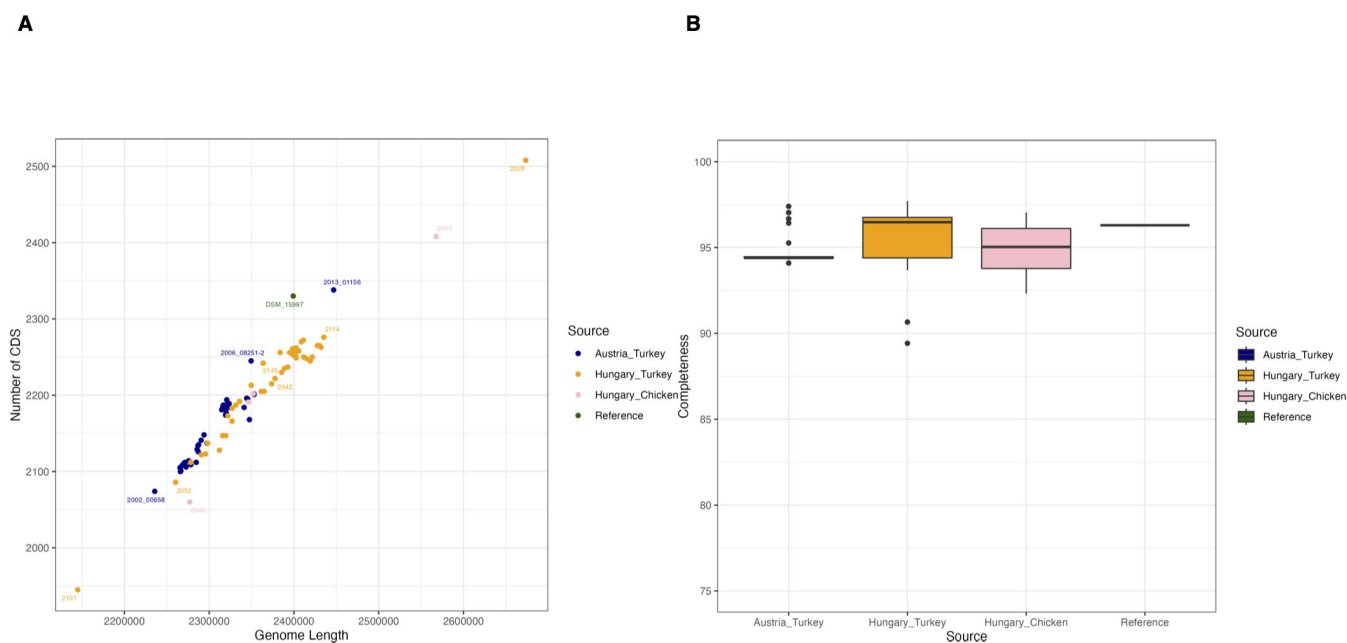 A
B
2500
2400
2300
2200
2100
2000
Number of CDS
2200000
2300000
2400000
2500000
2600000
Genome Length
2029
2057
2013_01156
DSM_15997
2114
2006_08251-2
2145
2042
2052
2002_00658
2101
Source
Austria_Turkey
Hungary_Turkey
Hungary_Chicken
Reference
100
95
90
85
80
75
Completeness
Austria_Turkey
Hungary_Turkey
Hungary_Chicken
Reference
Source
Source
Austria_Turkey
Hungary_Turkey
Hungary_Chicken
Reference